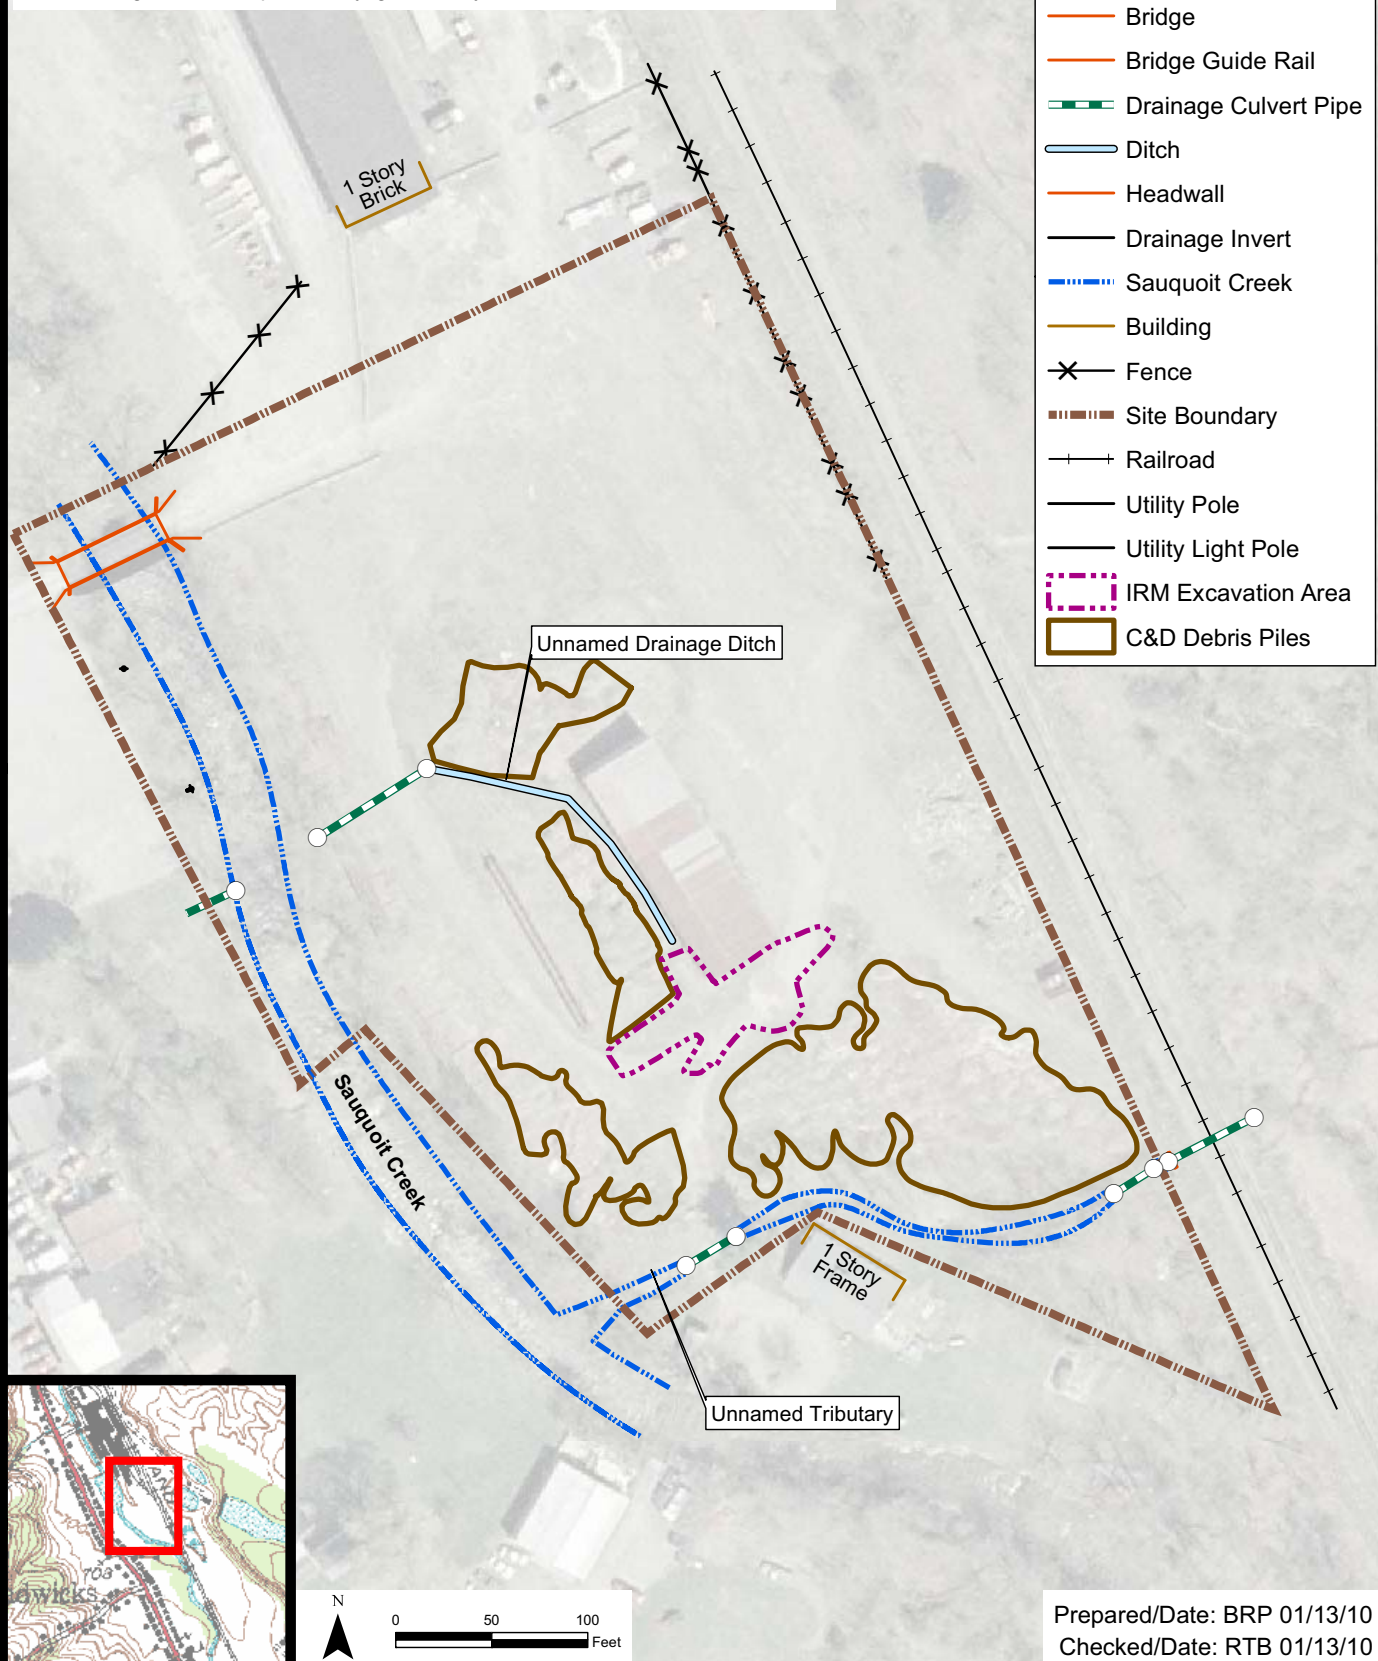 Bridge
Bridge Guide Rail
Drainage Culvert Pipe
Ditch
Headwall
Drainage Invert
Sauquoit Creek
Building
Fence
Site Boundary
Railroad
Utility Pole
Utility Light Pole
IRM Excavation Area
C&D Debris Piles
1 Story
Brick
Unnamed Drainage Ditch
Sauquoit Creek
1 Story
Frame
Unnamed Tributary
703
dwicks
N
0 50 100
Feet
Prepared/Date: BRP 01/13/10
Checked/Date: RTB 01/13/10